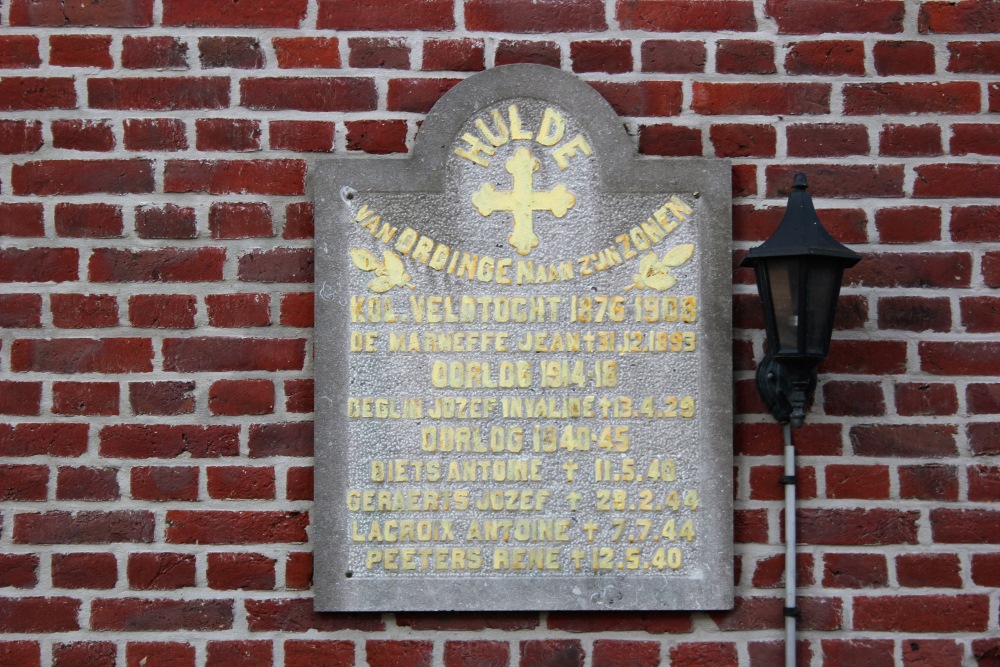 HULDE
VAN ORDINGE NAAN Z'IJN ZONEN
KOL. VELDTOCHT 1876-1908
DE MARNEFFE JEAN † 31.12.1893
OORLOG 1914-18
BEGLIN JOZEF INVALIDE † 13.4.29
OORLOG 1940-45
DIETS ANTOINE † 11.5.40
GERAERTS JOZEF † 29.2.44
LACROIX ANTOINE † 7.7.44
PEETERS RENE † 12.5.40